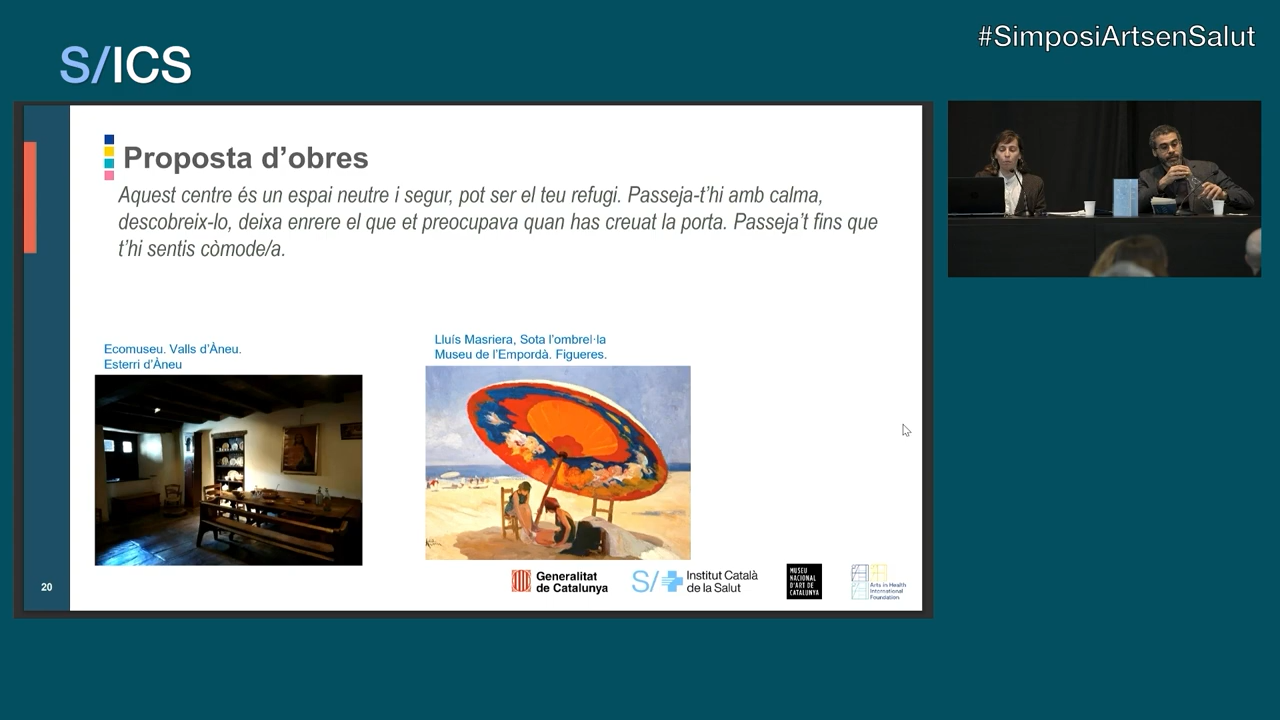 #SimposiArtsenSalut
S/ICS
Proposta d’obres
Aquest centre és un espai neutre i segur, pot ser el teu refugi. Passeja-t’hi amb calma,
descobreix-lo, deixa enrere el que et preocupava quan has creuat la porta. Passeja’t fins que
t’hi sentis còmode/a.
Ecomuseu. Valls d’Àneu.
Esterri d’Àneu
Lluís Masriera, Sota l’ombrel·la
Museu de l’Empordà. Figueres.
20
Generalitat
de Catalunya
S/
Institut Català
de la Salut
MUSEU
NACIONAL
D'ART DE
CATALUNYA
Arts in Health
International
Foundation